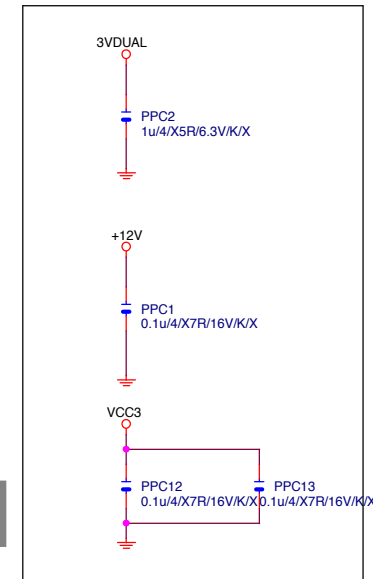 3VDUAL
PPC2
1u/4/X5R/6.3V/K/X
+12V
PPC1
0.1u/4/X7R/16V/K/X
VCC3
PPC12
0.1u/4/X7R/16V/K/X
PPC13
0.1u/4/X7R/16V/K/X